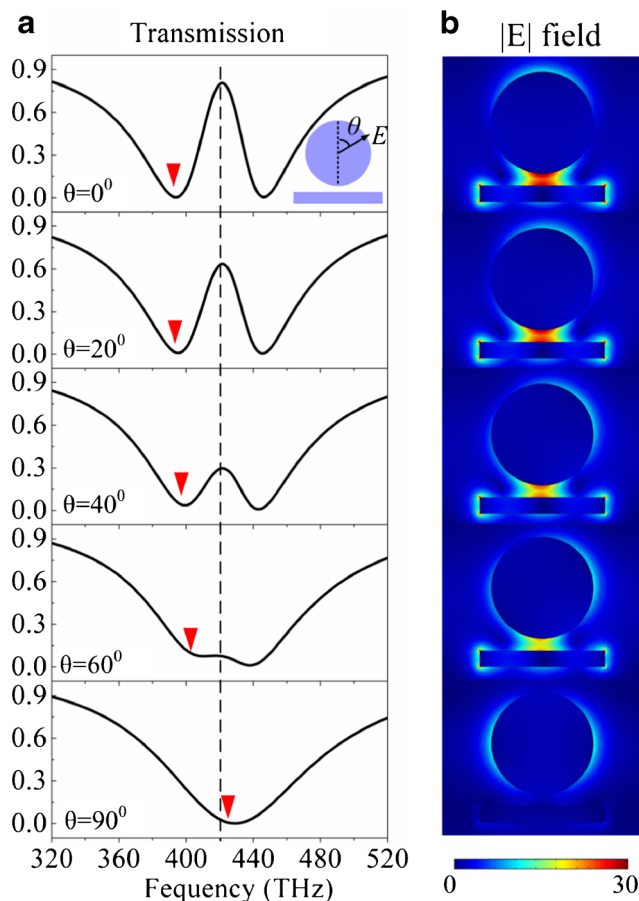 a
Transmission
0.9
0.6
0.3
0.0
θ=0⁰
θ
E
0.9
0.6
0.3
0.0
θ=20⁰
0.9
0.6
0.3
0.0
θ=40⁰
0.9
0.6
0.3
0.0
θ=60⁰
0.9
0.6
0.3
0.0
θ=90⁰
320 360 400 440 480 520
Fequency (THz)
b
|E| field
0 30